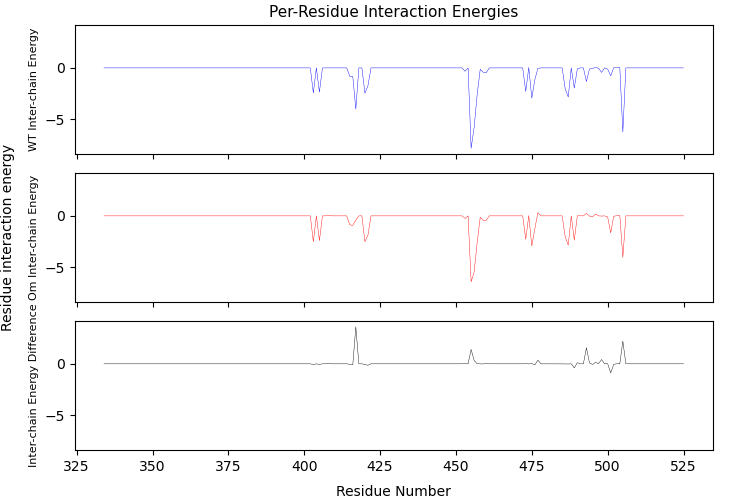 Per-Residue Interaction Energies
Residue interaction energy
WT Inter-chain Energy
0
−5
Om Inter-chain Energy
0
−5
Inter-chain Energy Difference
0
−5
325
350
375
400
425
450
475
500
525
Residue Number